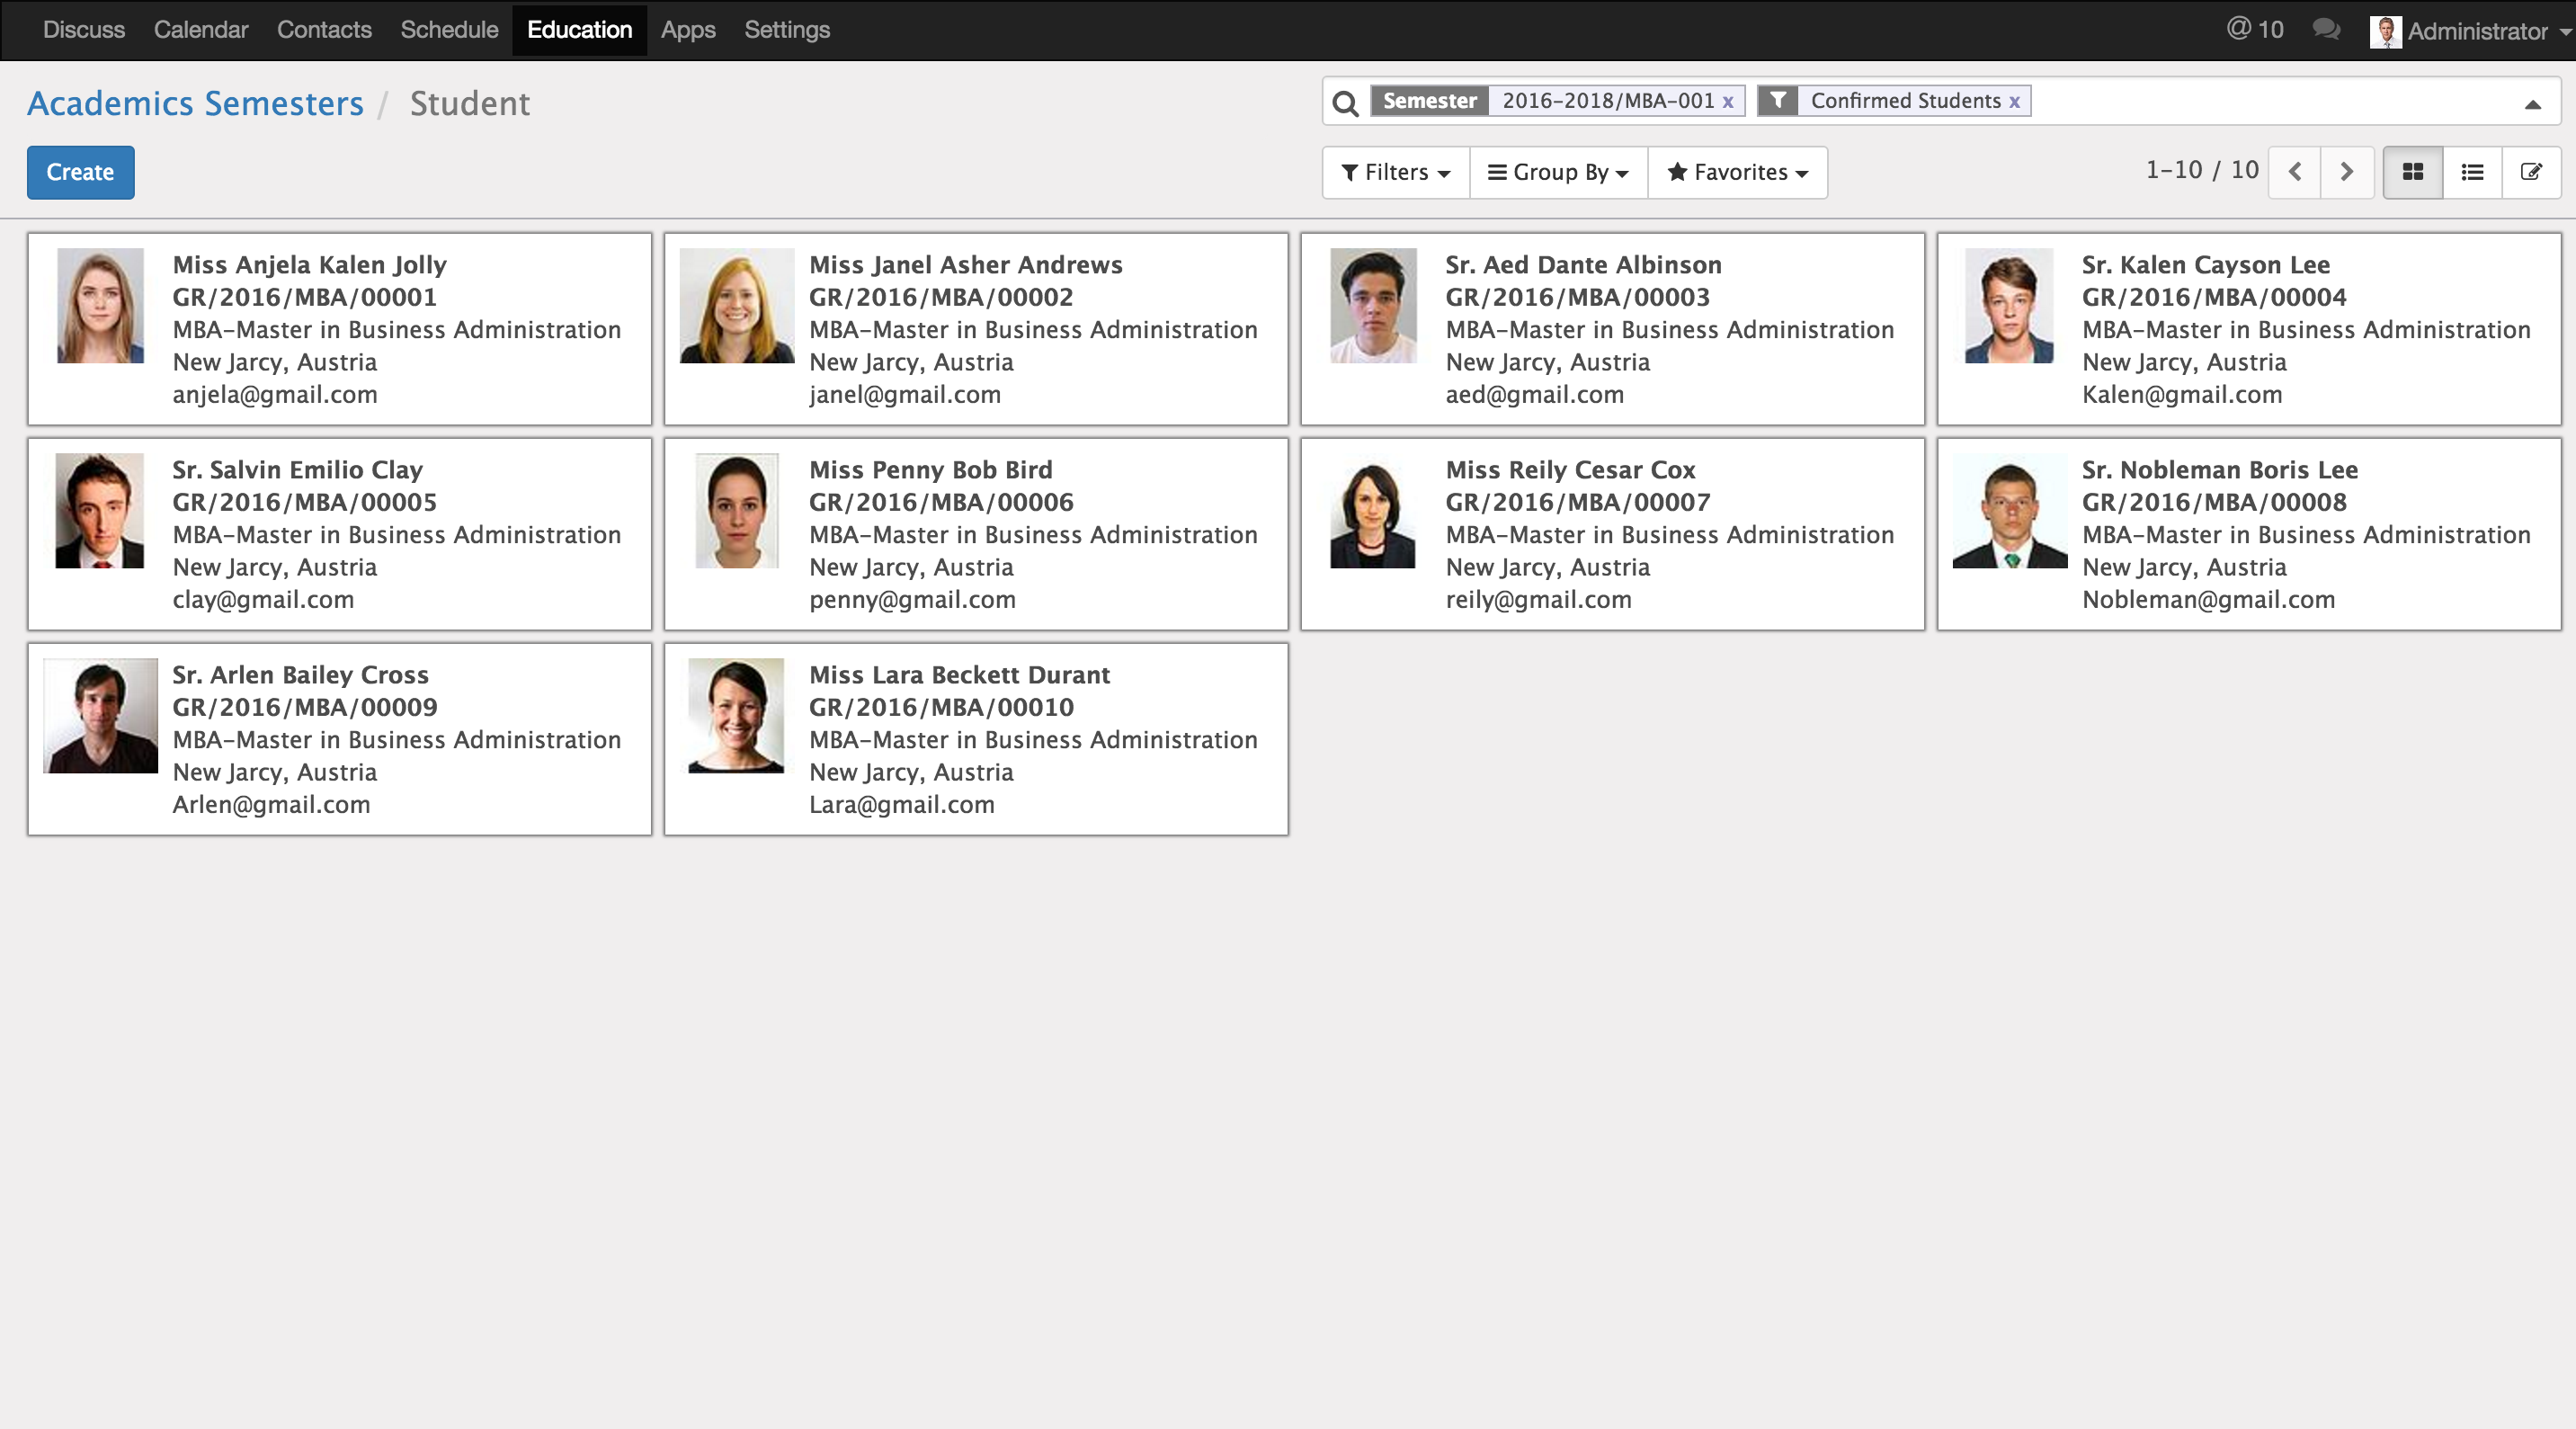 Discuss Calendar Contacts Schedule Education Apps Settings @ 10 Administrator
Academics Semesters / Student
Semester 2016-2018/MBA-001 x Confirmed Students x
Create
Filters Group By Favorites 1-10 / 10
Miss Anjela Kalen Jolly
GR/2016/MBA/00001
MBA-Master in Business Administration
New Jarcy, Austria
anjela@gmail.com
Miss Janel Asher Andrews
GR/2016/MBA/00002
MBA-Master in Business Administration
New Jarcy, Austria
janel@gmail.com
Sr. Aed Dante Albinson
GR/2016/MBA/00003
MBA-Master in Business Administration
New Jarcy, Austria
aed@gmail.com
Sr. Kalen Cayson Lee
GR/2016/MBA/00004
MBA-Master in Business Administration
New Jarcy, Austria
Kalen@gmail.com
Sr. Salvin Emilio Clay
GR/2016/MBA/00005
MBA-Master in Business Administration
New Jarcy, Austria
clay@gmail.com
Miss Penny Bob Bird
GR/2016/MBA/00006
MBA-Master in Business Administration
New Jarcy, Austria
penny@gmail.com
Miss Reily Cesar Cox
GR/2016/MBA/00007
MBA-Master in Business Administration
New Jarcy, Austria
reily@gmail.com
Sr. Nobleman Boris Lee
GR/2016/MBA/00008
MBA-Master in Business Administration
New Jarcy, Austria
Nobleman@gmail.com
Sr. Arlen Bailey Cross
GR/2016/MBA/00009
MBA-Master in Business Administration
New Jarcy, Austria
Arlen@gmail.com
Miss Lara Beckett Durant
GR/2016/MBA/00010
MBA-Master in Business Administration
New Jarcy, Austria
Lara@gmail.com